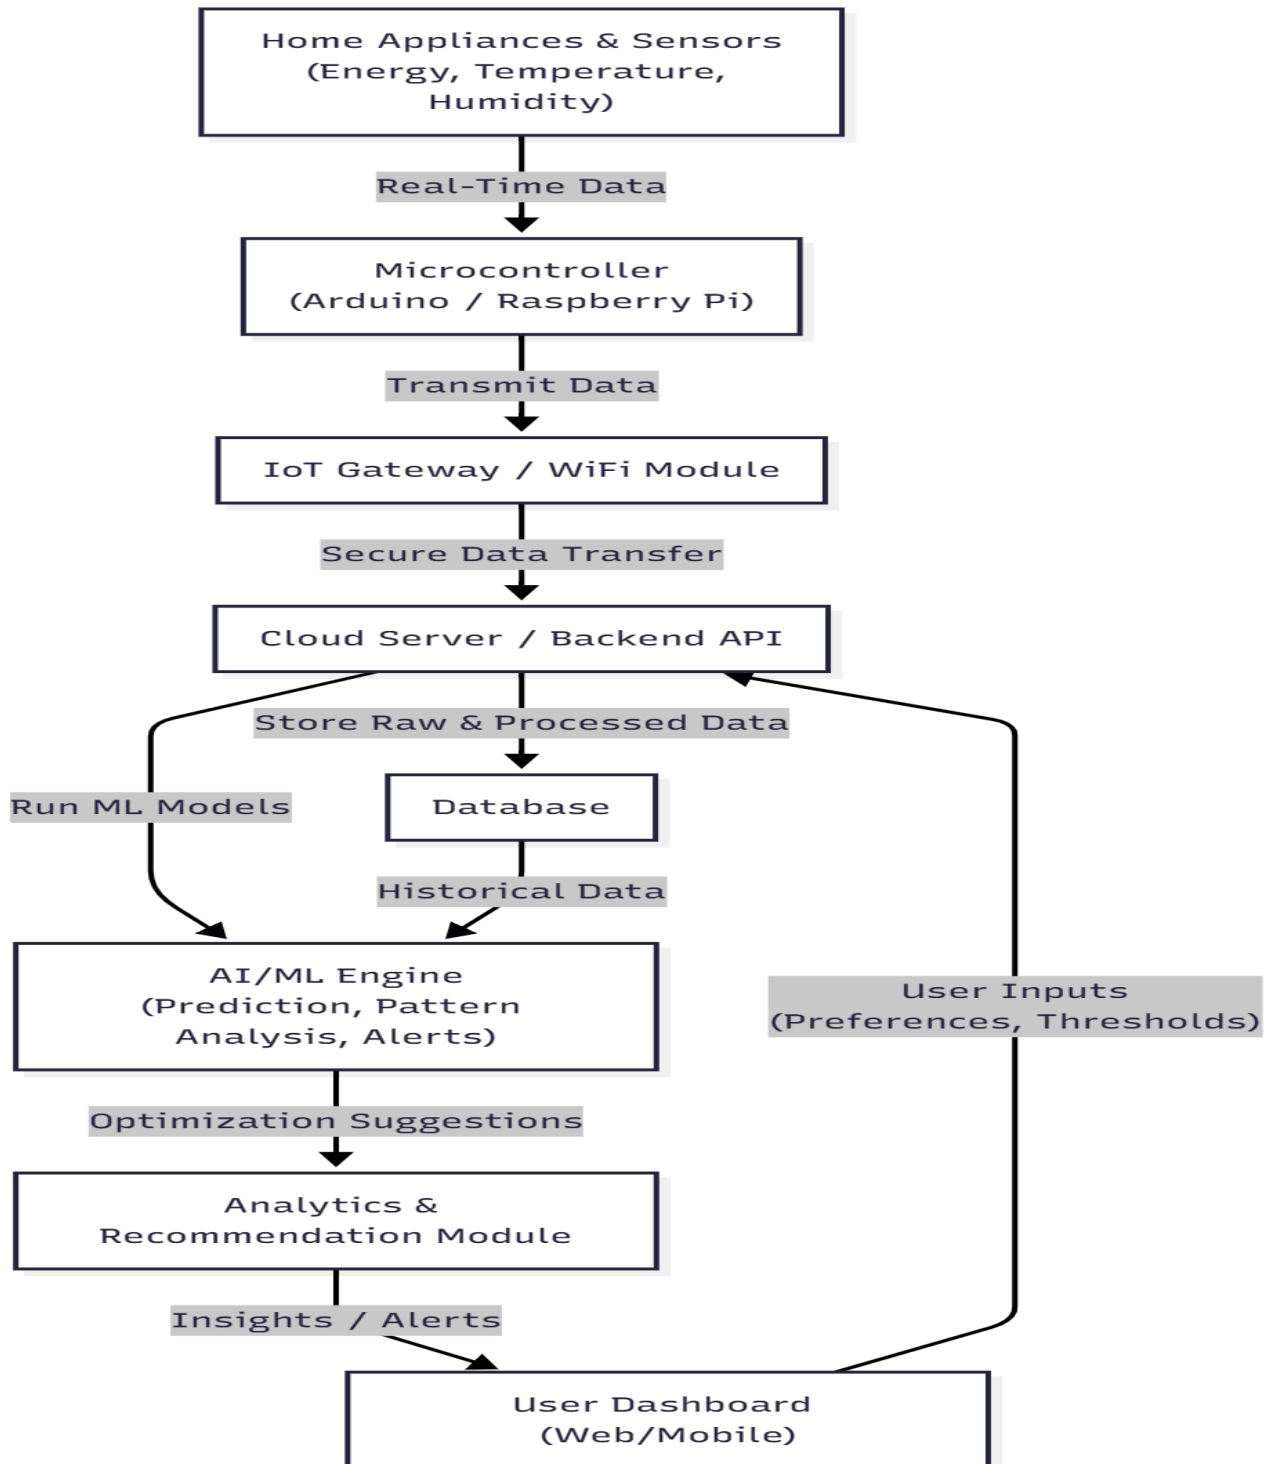 Home Appliances & Sensors
(Energy, Temperature,
Humidity)
Real-Time Data
Microcontroller
(Arduino / Raspberry Pi)
Transmit Data
IoT Gateway / WiFi Module
Secure Data Transfer
Cloud Server / Backend API
Store Raw & Processed Data
Run ML Models
Database
Historical Data
AI/ML Engine
(Prediction, Pattern
Analysis, Alerts)
User Inputs
(Preferences, Thresholds)
Optimization Suggestions
Analytics &
Recommendation Module
Insights / Alerts
User Dashboard
(Web/Mobile)